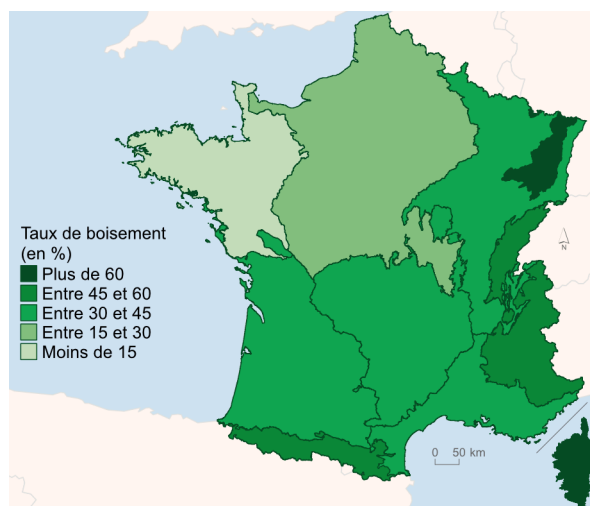 Taux de boisement
(en %)
Plus de 60
Entre 45 et 60
Entre 30 et 45
Entre 15 et 30
Moins de 15
N
0 50 km